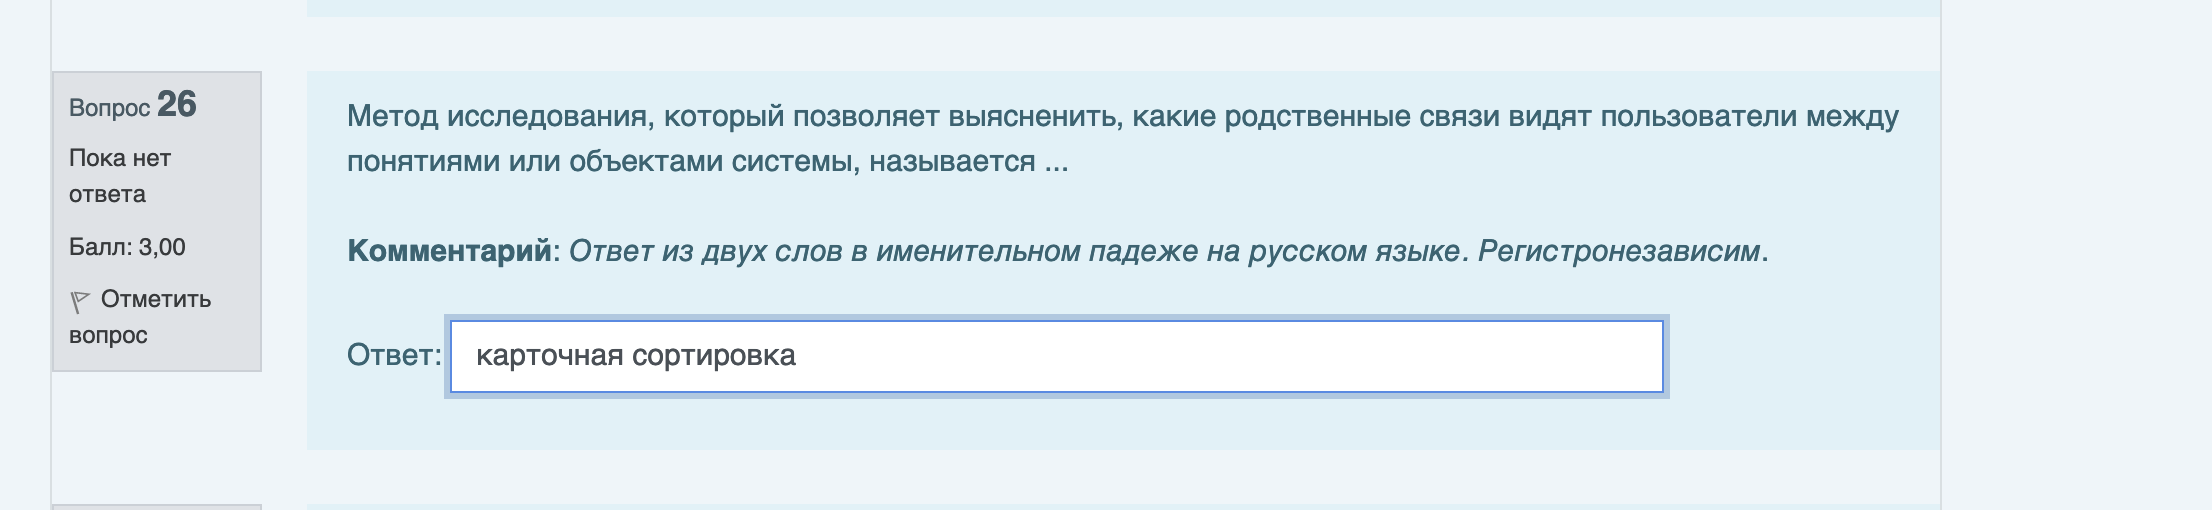 Вопрос 26
Пока нет
ответа
Балл: 3,00
Отметить
вопрос
Метод исследования, который позволяет выясненить, какие родственные связи видят пользователи между
понятиями или объектами системы, называется ...
Комментарий: Ответ из двух слов в именительном падеже на русском языке. Регистронезависим.
Ответ: карточная сортировка